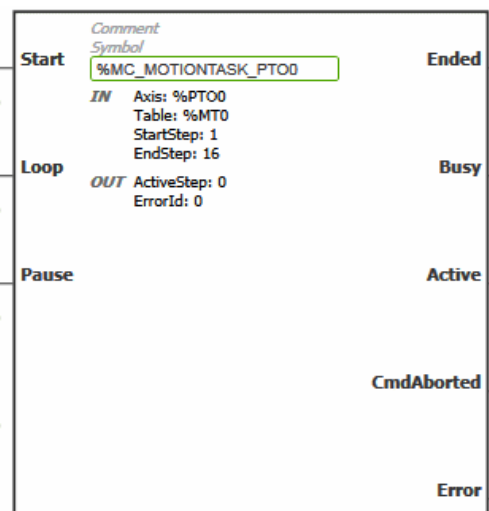 Comment
Symbol
Start
Ended
%MC_MOTIONTASK_PTO0
IN Axis: %PTO0
Table: %MT0
StartStep: 1
EndStep: 16
Loop
Busy
OUT ActiveStep: 0
ErrorId: 0
Pause
Active
CmdAborted
Error